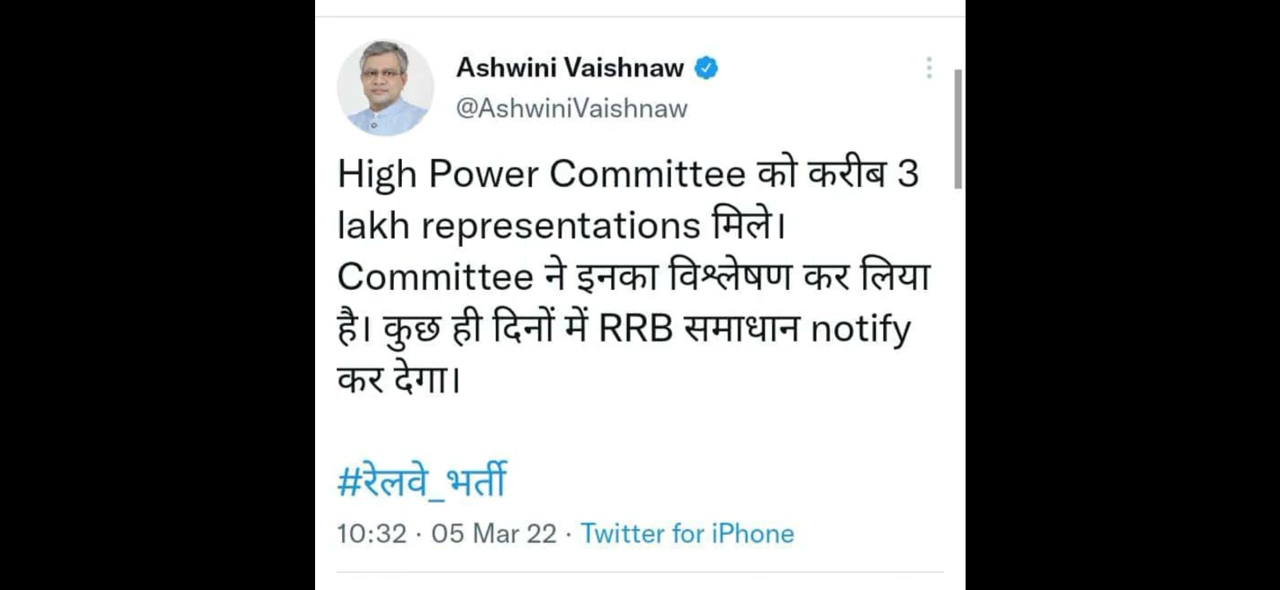 Ashwini Vaishnaw
@AshwiniVaishnaw
High Power Committee को करीब 3
lakh representations मिले।
Committee ने इनका विश्लेषण कर लिया
है। कुछ ही दिनों में RRB समाधान notify
कर देगा।
#रेलवे_भर्ती
10:32 · 05 Mar 22 · Twitter for iPhone